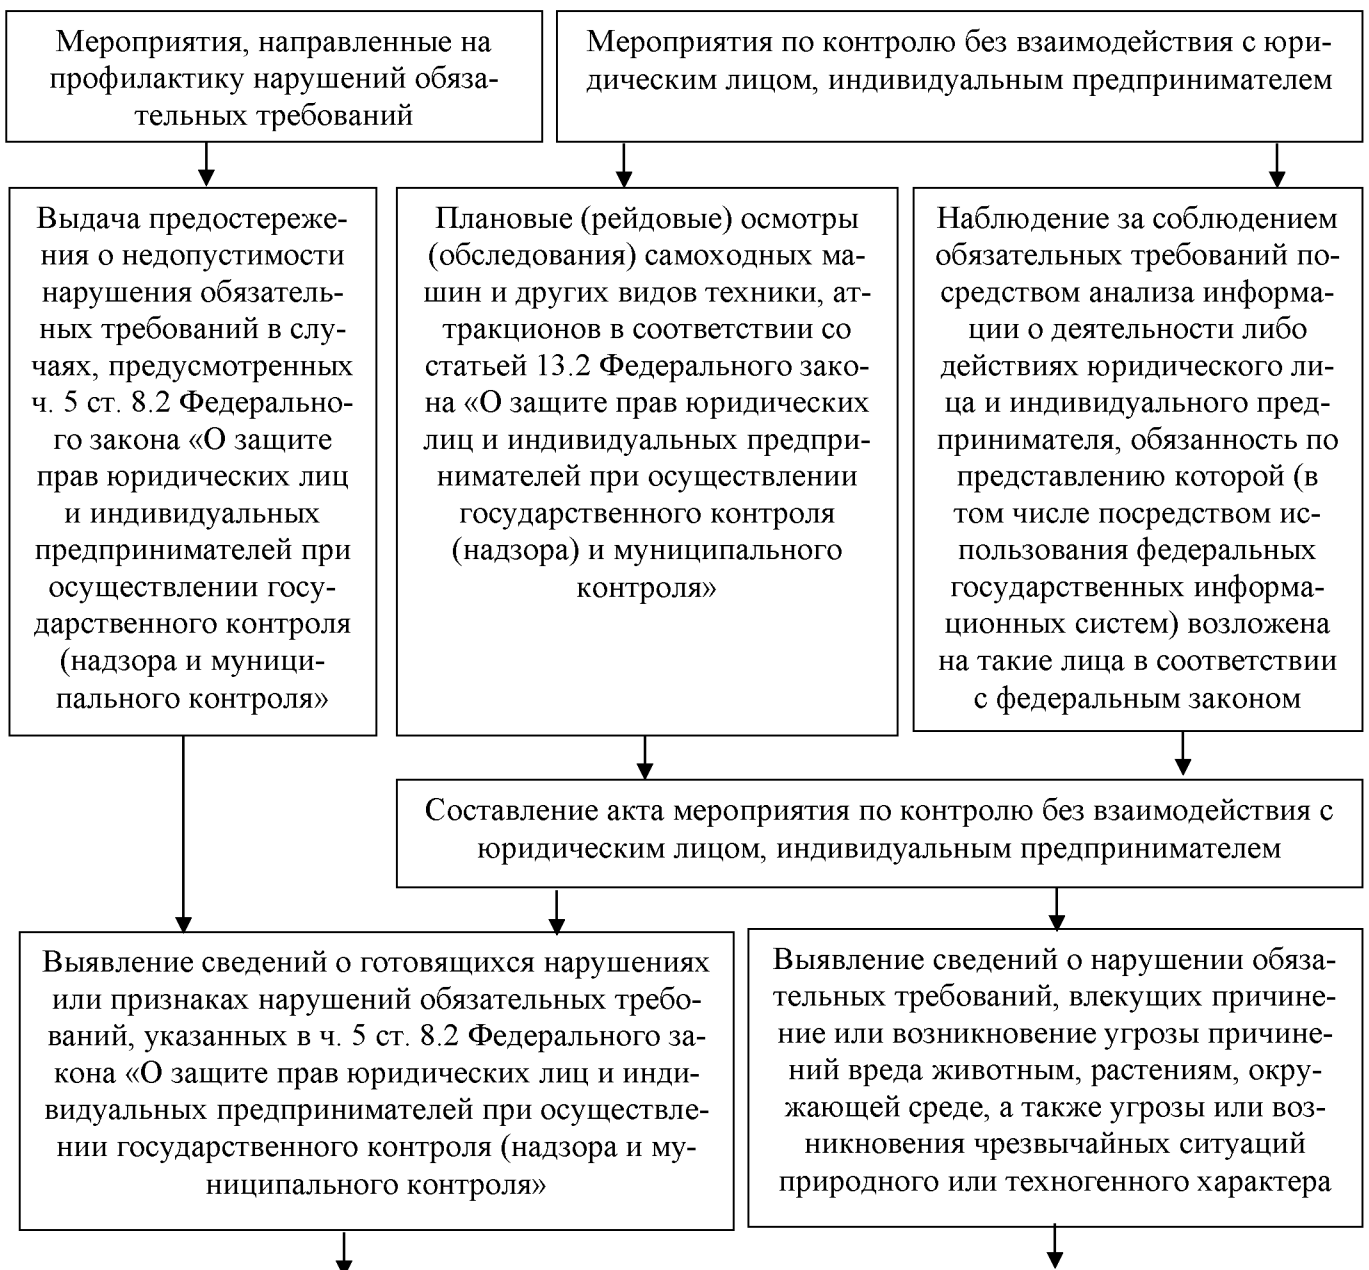 Мероприятия, направленные на
профилактику нарушений обяза-
тельных требований
Мероприятия по контролю без взаимодействия с юри-
дическим лицом, индивидуальным предпринимателем
Выдача предостереже-
ния о недопустимости
нарушения обязатель-
ных требований в слу-
чаях, предусмотренных
ч. 5 ст. 8.2 Федерально-
го закона «О защите
прав юридических лиц
и индивидуальных
предпринимателей при
осуществлении госу-
дарственного контроля
(надзора и муници-
пального контроля»
Плановые (рейдовые) осмотры
(обследования) самоходных ма-
шин и других видов техники, ат-
тракционов в соответствии со
статьей 13.2 Федерального зако-
на «О защите прав юридических
лиц и индивидуальных предпри-
нимателей при осуществлении
государственного контроля
(надзора) и муниципального
контроля»
Наблюдение за соблюдением
обязательных требований по-
средством анализа информа-
ции о деятельности либо
действиях юридического ли-
ца и индивидуального пред-
принимателя, обязанность по
представлению которой (в
том числе посредством ис-
пользования федеральных
государственных информа-
ционных систем) возложена
на такие лица в соответствии
с федеральным законом
Составление акта мероприятия по контролю без взаимодействия с
юридическим лицом, индивидуальным предпринимателем
Выявление сведений о готовящихся нарушениях
или признаках нарушений обязательных требо-
ваний, указанных в ч. 5 ст. 8.2 Федерального за-
кона «О защите прав юридических лиц и инди-
видуальных предпринимателей при осуществле-
нии государственного контроля (надзора и му-
ниципального контроля»
Выявление сведений о нарушении обяза-
тельных требований, влекущих причине-
ние или возникновение угрозы причине-
ний вреда животным, растениям, окру-
жающей среде, а также угрозы или воз-
никновения чрезвычайных ситуаций
природного или техногенного характера